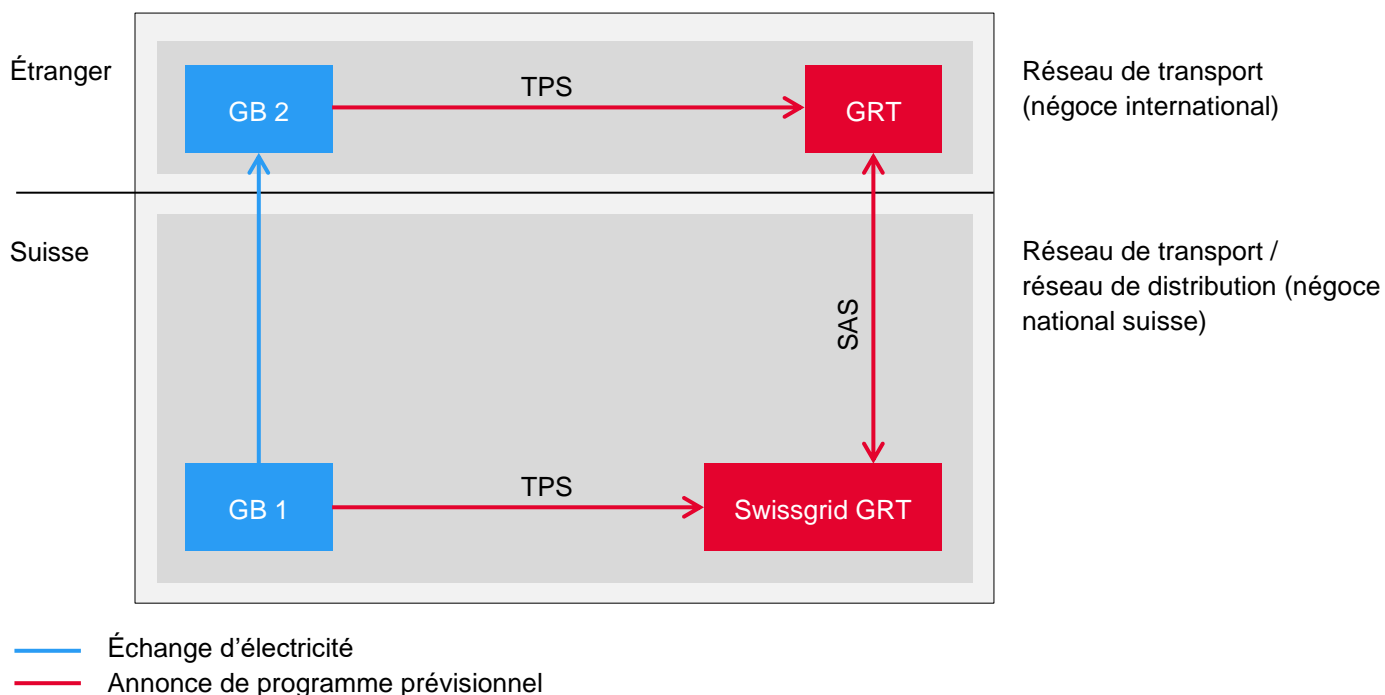 Étranger
GB 2
TPS
GRT
Réseau de transport
(négoce international)
Suisse
Réseau de transport /
réseau de distribution (négoce
national suisse)
SAS
GB 1
TPS
Swissgrid GRT
Échange d’électricité
Annonce de programme prévisionnel